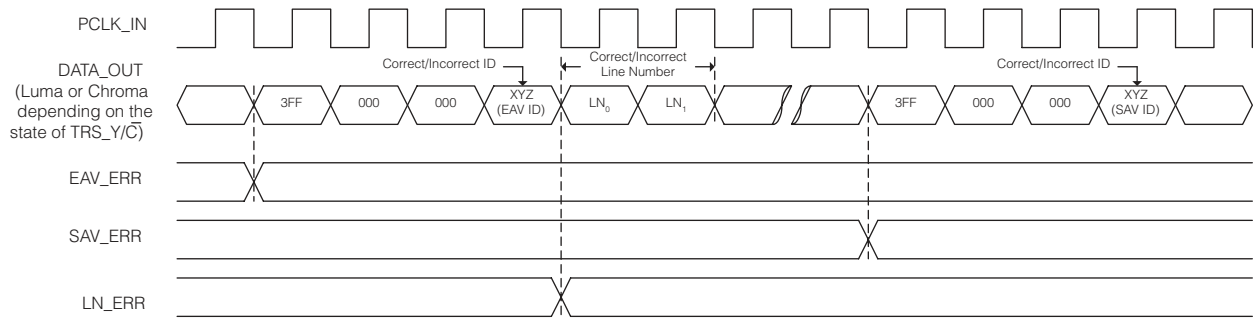 PCLK_IN
DATA_OUT
(Luma or Chroma
depending on the
state of TRS_Y/C̅)
Correct/Incorrect ID
Correct/Incorrect
Line Number
Correct/Incorrect ID
3FF
000
000
XYZ
(EAV ID)
LN₀
LN₁
3FF
000
000
XYZ
(SAV ID)
EAV_ERR
SAV_ERR
LN_ERR